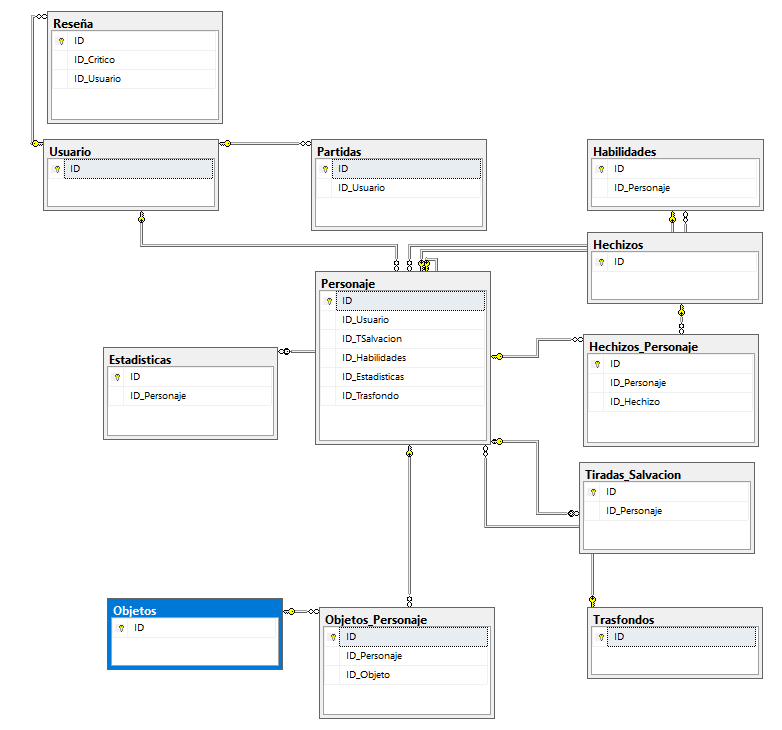 Reseña
ID
ID_Critico
ID_Usuario
Usuario
ID
Partidas
ID
ID_Usuario
Habilidades
ID
ID_Personaje
Hechizos
ID
Personaje
ID
ID_Usuario
ID_TSalvacion
ID_Habilidades
ID_Estadisticas
ID_Trasfondo
Estadisticas
ID
ID_Personaje
Hechizos_Personaje
ID
ID_Personaje
ID_Hechizo
Tiradas_Salvacion
ID
ID_Personaje
Objetos
ID
Objetos_Personaje
ID
ID_Personaje
ID_Objeto
Trasfondos
ID